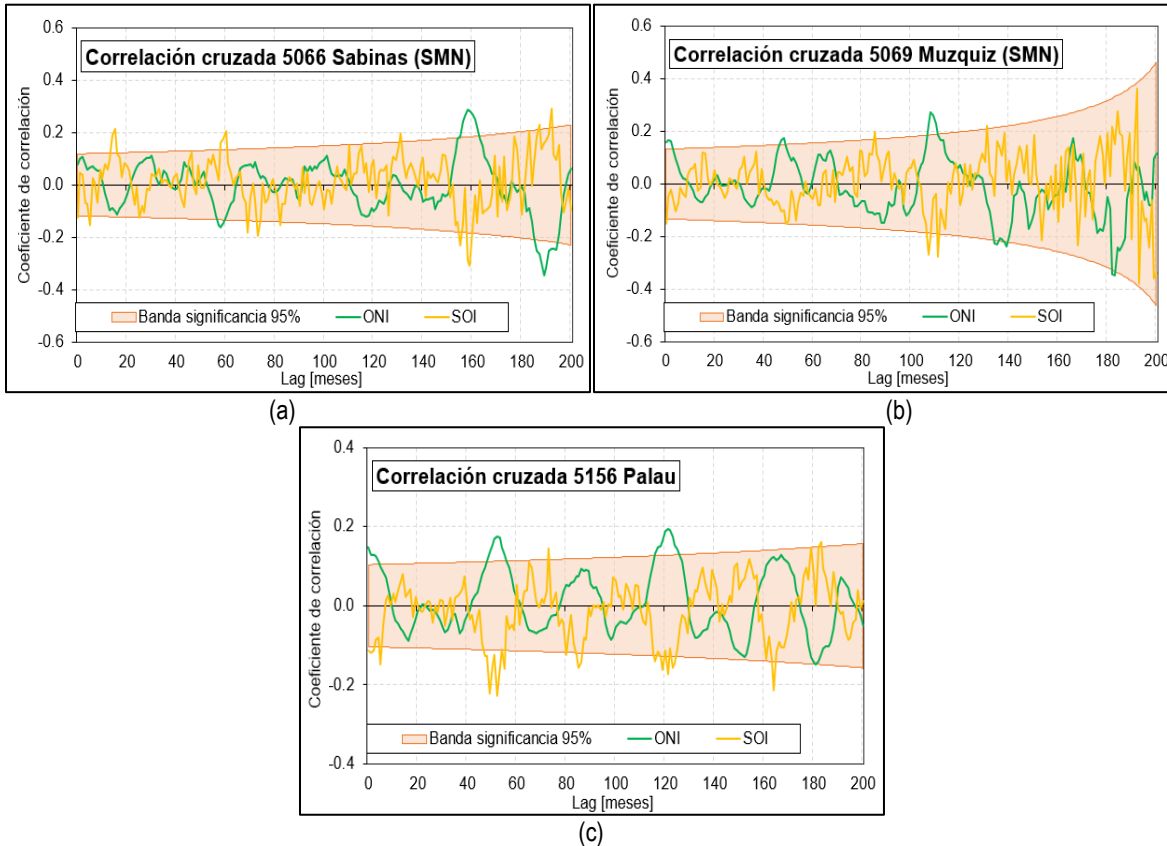 Correlación cruzada 5066 Sabinas (SMN)
Coeficiente de correlación
0.6
0.4
0.2
0.0
-0.2
-0.4
-0.6
0 20 40 60 80 100 120 140 160 180 200
Banda significancia 95% ONI SOI
Lag [meses]
(a)
Correlación cruzada 5069 Muzquiz (SMN)
Coeficiente de correlación
0.6
0.4
0.2
0.0
-0.2
-0.4
-0.6
0 20 40 60 80 100 120 140 160 180 200
Banda significancia 95% ONI SOI
Lag [meses]
(b)
Correlación cruzada 5156 Palau
Coeficiente de correlación
0.4
0.2
0.0
-0.2
-0.4
Banda significancia 95% ONI SOI
0 20 40 60 80 100 120 140 160 180 200
Lag [meses]
(c)